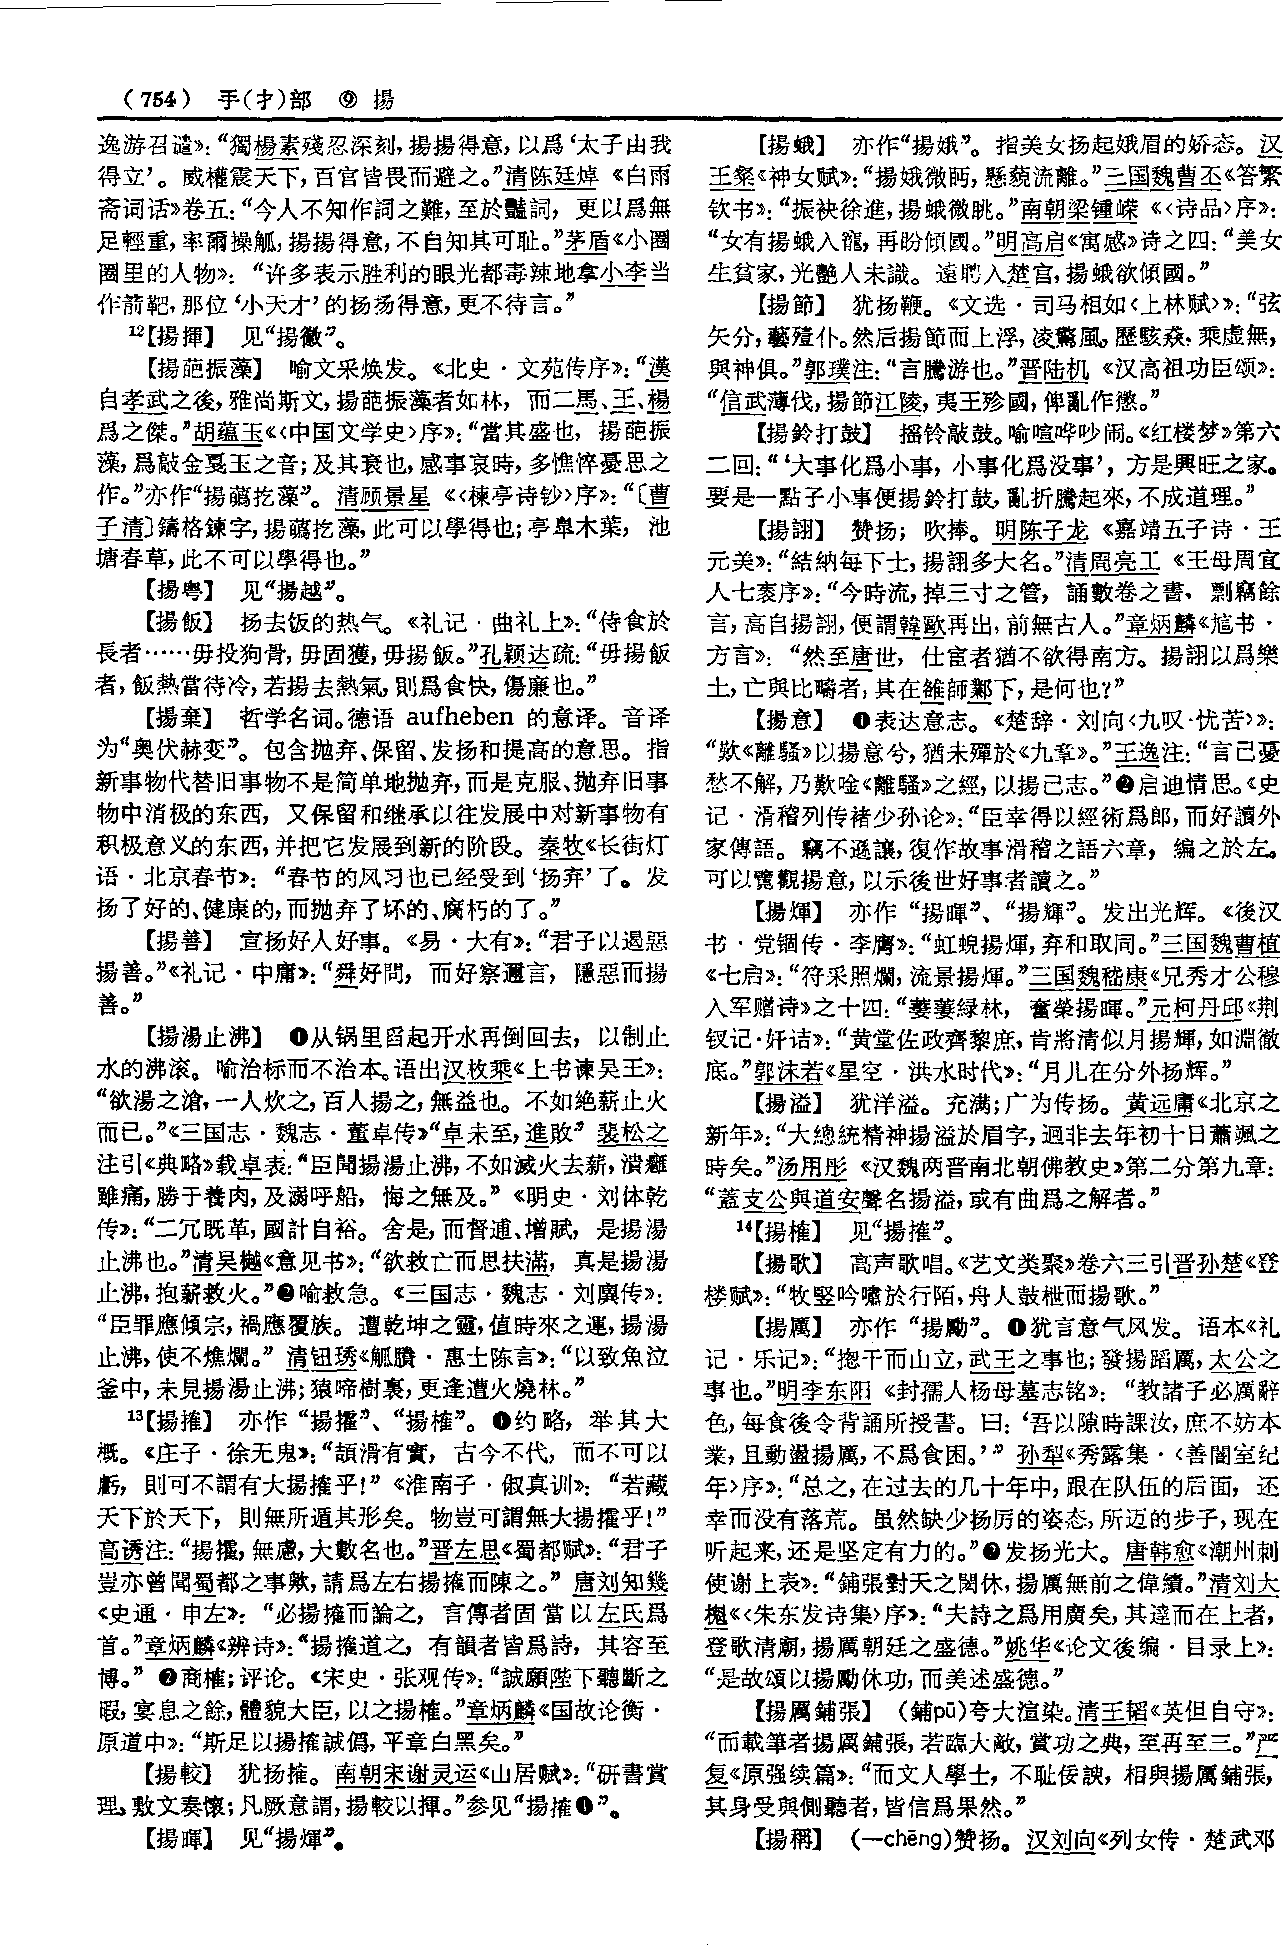 （754） 手(扌)部 ⑨ 揚
逸游召谴》：“獨楊素殘忍深刻，揚揚得意，以爲‘太子由我
得立’。威權震天下，百官皆畏而避之。”清陈廷焯《白雨
斋词话》卷五：“今人不知作詞之難，至於豔詞，更以爲無
足輕重，率爾操觚，揚揚得意，不自知其可耻。”茅盾《小圈
圈里的人物》：“许多表示胜利的眼光都毒辣地拿小李当
作箭靶，那位‘小天才’的扬扬得意，更不待言。”
12【揚揮】 见“揚徽”。
【揚葩振藻】 喻文采焕发。《北史·文苑传序》：“漢
自孝武之後，雅尚斯文，揚葩振藻者如林，而二馬、王、楊
爲之傑。”胡蕴玉《〈中国文学史〉序》：“當其盛也，揚葩振
藻，爲敲金戛玉之音；及其衰也，感事哀時，多憔悴憂思之
作。”亦作“揚蘤扢藻”。清顾景星《〈楝亭诗钞〉序》：“〔曹
子清〕鑄格鍊字，揚蘤扢藻，此可以學得也；亭臯木葉，池
塘春草，此不可以學得也。”
【揚粤】 见“揚越”。
【揚飯】 扬去饭的热气。《礼记·曲礼上》：“侍食於
長者……毋投狗骨，毋固獲，毋揚飯。”孔颖达疏：“毋揚飯
者，飯熱當待冷，若揚去熱氣，則爲食快，傷廉也。”
【揚棄】 哲学名词。德语 aufheben 的意译。音译
为“奥伏赫变”。包含抛弃、保留、发扬和提高的意思。指
新事物代替旧事物不是简单地抛弃，而是克服、抛弃旧事
物中消极的东西，又保留和继承以往发展中对新事物有
积极意义的东西，并把它发展到新的阶段。秦牧《长街灯
语·北京春节》：“春节的风习也已经受到‘扬弃’了。发
扬了好的、健康的，而抛弃了坏的、腐朽的了。”
【揚善】 宣扬好人好事。《易·大有》：“君子以遏惡
揚善。”《礼记·中庸》：“舜好問，而好察邇言，隱惡而揚
善。”
【揚湯止沸】 ❶从锅里舀起开水再倒回去，以制止
水的沸滚。喻治标而不治本。语出汉枚乘《上书谏吴王》：
“欲湯之凔，一人炊之，百人揚之，無益也。不如絶薪止火
而已。”《三国志·魏志·董卓传》“卓未至，進敗” 裴松之
注引《典略》载卓表：“臣聞揚湯止沸，不如滅火去薪，潰癰
雖痛，勝于養肉，及溺呼船，悔之無及。”《明史·刘体乾
传》：“二冗既革，國計自裕。舍是，而督逋、增賦，是揚湯
止沸也。”清吴樾《意见书》：“欲救亡而思扶滿，真是揚湯
止沸，抱薪救火。”❷喻救急。《三国志·魏志·刘廙传》：
“臣罪應傾宗，禍應覆族。遭乾坤之靈，值時來之運，揚湯
止沸，使不燋爛。” 清钮琇《觚賸·惠士陈言》：“以致魚泣
釜中，未見揚湯止沸；猿啼樹裏，更逢遭火燒林。”
13【揚搉】 亦作“揚㩁”、“揚榷”。❶约略，举其大
概。《庄子·徐无鬼》：“頡滑有實，古今不代，而不可以
虧，則可不謂有大揚搉乎！”《淮南子·俶真训》：“若藏
天下於天下，則無所遁其形矣。物豈可謂無大揚㩁乎！”
高诱注：“揚㩁，無慮，大數名也。”晋左思《蜀都赋》：“君子
豈亦曾聞蜀都之事歟，請爲左右揚搉而陳之。” 唐刘知幾
《史通·申左》：“必揚搉而論之，言傳者固當以左氏爲
首。”章炳麟《辨诗》：“揚搉道之，有韻者皆爲詩，其容至
博。” ❷商榷；评论。《宋史·张观传》：“誠願陛下聽斷之
暇，宴息之餘，體貌大臣，以之揚榷。”章炳麟《国故论衡·
原道中》：“斯足以揚搉誠僞，平章白黑矣。”
【揚較】 犹扬搉。南朝宋谢灵运《山居赋》：“研書賞
理，敷文奏懷；凡厥意謂，揚較以揮。”参见“揚搉❶”。
【揚暉】 见“揚煇”。
【揚蛾】 亦作“揚娥”。指美女扬起娥眉的娇态。汉
王粲《神女赋》：“揚娥微眄，懸藐流離。”三国魏曹丕《答繁
钦书》：“振袂徐進，揚蛾微眺。”南朝梁锺嵘《〈诗品〉序》：
“女有揚蛾入寵，再盼傾國。”明高启《寓感》诗之四：“美女
生貧家，光艷人未識。遠聘入楚宫，揚蛾欲傾國。”
【揚節】 犹扬鞭。《文选·司马相如〈上林赋〉》：“弦
矢分，藝殪仆。然后揚節而上浮，凌驚風，歷駭猋，乘虚無，
與神俱。”郭璞注：“言騰游也。”晋陆机《汉高祖功臣颂》：
“信武薄伐，揚節江陵，夷王殄國，俾亂作懲。”
【揚鈴打鼓】 摇铃敲鼓。喻喧哗吵闹。《红楼梦》第六
二回：“‘大事化爲小事，小事化爲没事’，方是興旺之家。
要是一點子小事便揚鈴打鼓，亂折騰起來，不成道理。”
【揚詡】 赞扬；吹捧。明陈子龙《嘉靖五子诗·王
元美》：“結納每下士，揚詡多大名。”清周亮工《王母周宜
人七袠序》：“今時流，掉三寸之管，誦數卷之書，剽竊餘
言，高自揚詡，便謂韓歐再出，前無古人。”章炳麟《訄书·
方言》：“然至唐世，仕宦者猶不欲得南方。揚詡以爲樂
土，亡與比疇者，其在雒師鄴下，是何也？”
【揚意】 ❶表达意志。《楚辞·刘向〈九叹·忧苦〉》：
“歎《離騷》以揚意兮，猶未殫於《九章》。”王逸注：“言己憂
愁不解，乃歎唫《離騷》之經，以揚己志。”❷启迪情思。《史
记·滑稽列传褚少孙论》：“臣幸得以經術爲郎，而好讀外
家傳語。竊不遜讓，復作故事滑稽之語六章，編之於左。
可以覽觀揚意，以示後世好事者讀之。”
【揚煇】 亦作“揚暉”、“揚輝”。发出光辉。《後汉
书·党锢传·李膺》：“虹蜺揚煇，弃和取同。”三国魏曹植
《七启》：“符采照爛，流景揚煇。”三国魏嵇康《兄秀才公穆
入军赠诗》之十四：“萋萋緑林，奮榮揚暉。”元柯丹邱《荆
钗记·奸诘》：“黄堂佐政齊黎庶，肯將清似月揚輝，如淵徹
底。”郭沫若《星空·洪水时代》：“月儿在分外扬辉。”
【揚溢】 犹洋溢。充满；广为传扬。黄远庸《北京之
新年》：“大總統精神揚溢於眉宇，迥非去年初十日蕭颯之
時矣。”汤用彤《汉魏两晋南北朝佛教史》第二分第九章：
“蓋支公與道安聲名揚溢，或有曲爲之解者。”
14【揚榷】 见“揚搉”。
【揚歌】 高声歌唱。《艺文类聚》卷六三引晋孙楚《登
楼赋》：“牧竪吟嘯於行陌，舟人鼓枻而揚歌。”
【揚厲】 亦作“揚勵”。❶犹言意气风发。语本《礼
记·乐记》：“揔干而山立，武王之事也；發揚蹈厲，太公之
事也。”明李东阳《封孺人杨母墓志铭》：“教諸子必厲辭
色，每食後令背誦所授書。曰：‘吾以隙時課汝，庶不妨本
業，且動盪揚厲，不爲食困。’” 孙犁《秀露集·〈善闇室纪
年〉序》：“总之，在过去的几十年中，跟在队伍的后面，还
幸而没有落荒。虽然缺少扬厉的姿态，所迈的步子，现在
听起来，还是坚定有力的。”❷发扬光大。唐韩愈《潮州刺
使谢上表》：“鋪張對天之閎休，揚厲無前之偉績。”清刘大
櫆《〈朱东发诗集〉序》：“夫詩之爲用廣矣，其達而在上者，
登歌清廟，揚厲朝廷之盛德。”姚华《论文後编·目录上》：
“是故頌以揚勵休功，而美述盛德。”
【揚厲鋪張】 （鋪pū）夸大渲染。清王韬《英但自守》：
“而載筆者揚厲鋪張，若臨大敵，賞功之典，至再至三。”严
复《原强续篇》：“而文人學士，不耻佞諛，相與揚厲鋪張，
其身受與側聽者，皆信爲果然。”
【揚稱】 （—chēng）赞扬。汉刘向《列女传·楚武邓